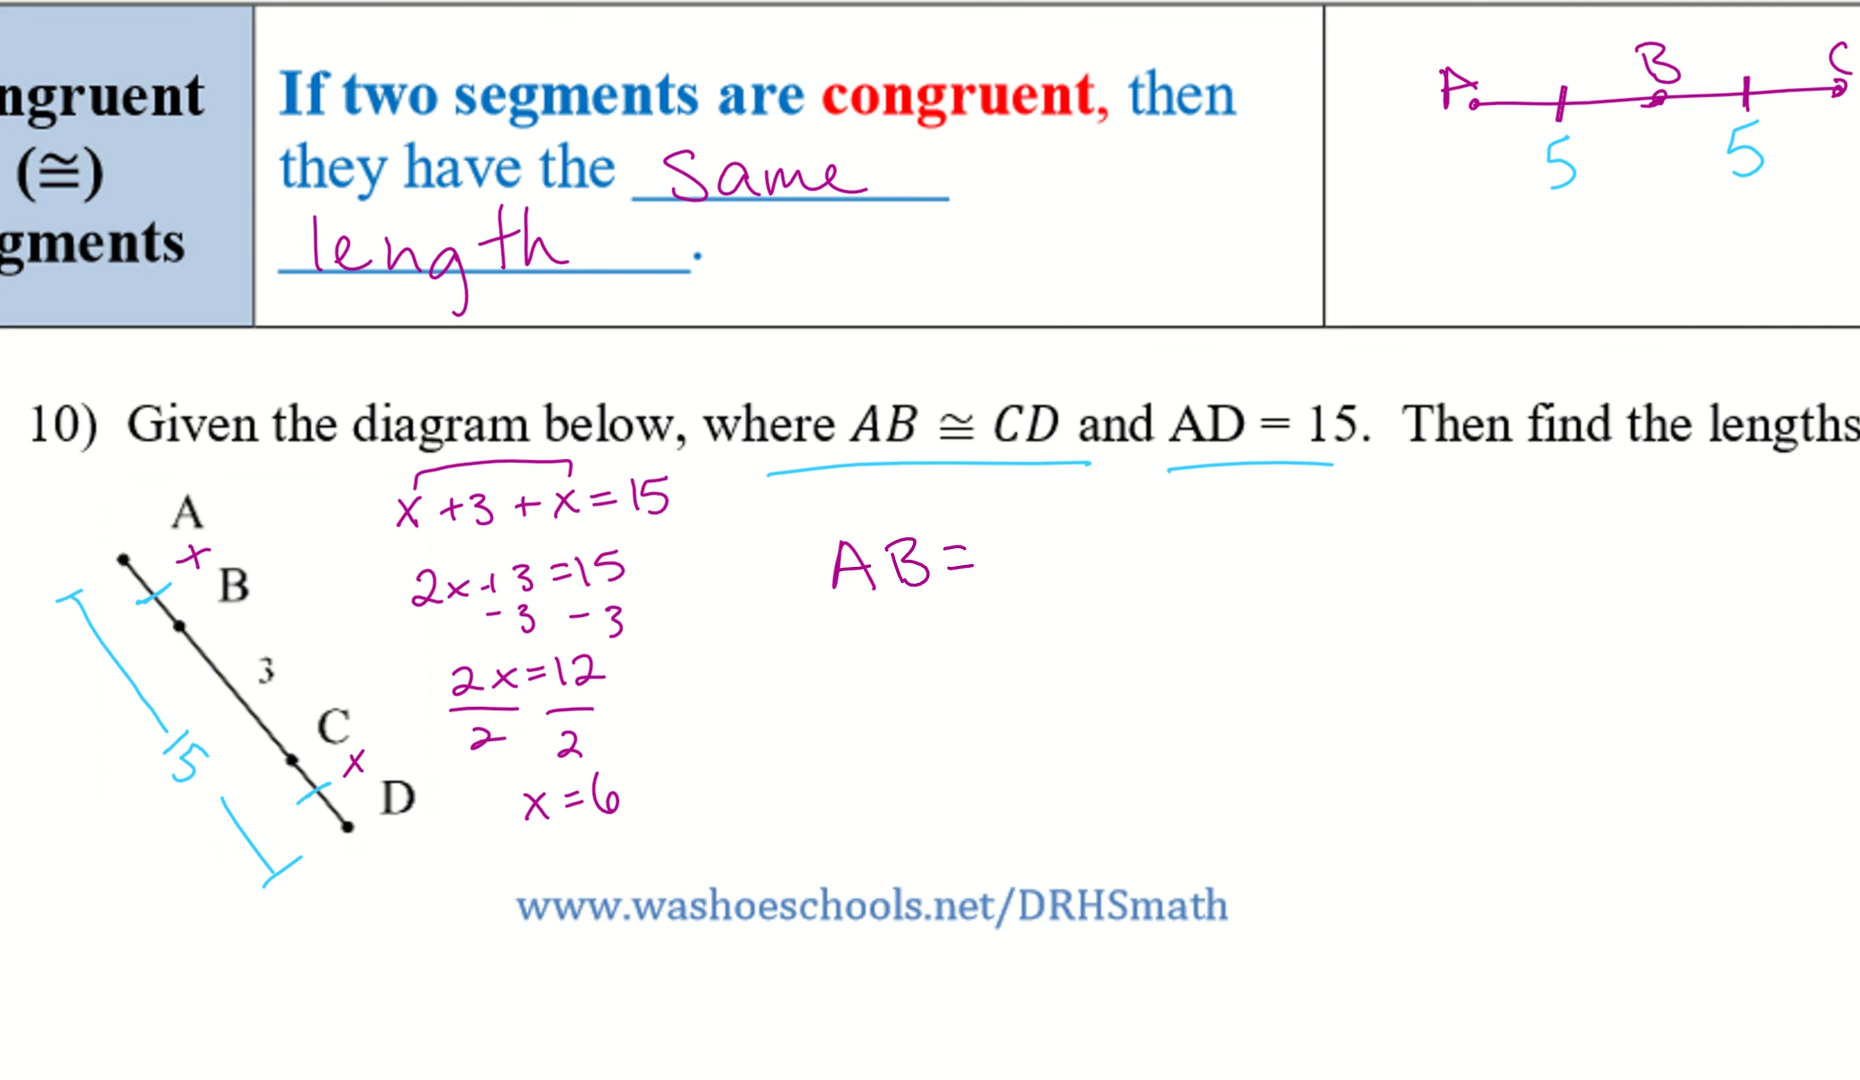 ngruent
(≅)
gments
If two segments are congruent, then
they have the same
length.
A B C
5 5
10) Given the diagram below, where AB ≅ CD and AD = 15. Then find the lengths
A
x
B
3
C
x
D
15
x + 3 + x = 15
2x + 3 = 15
- 3 - 3
2x = 12
2 2
x = 6
AB =
www.washoeschools.net/DRHSmath